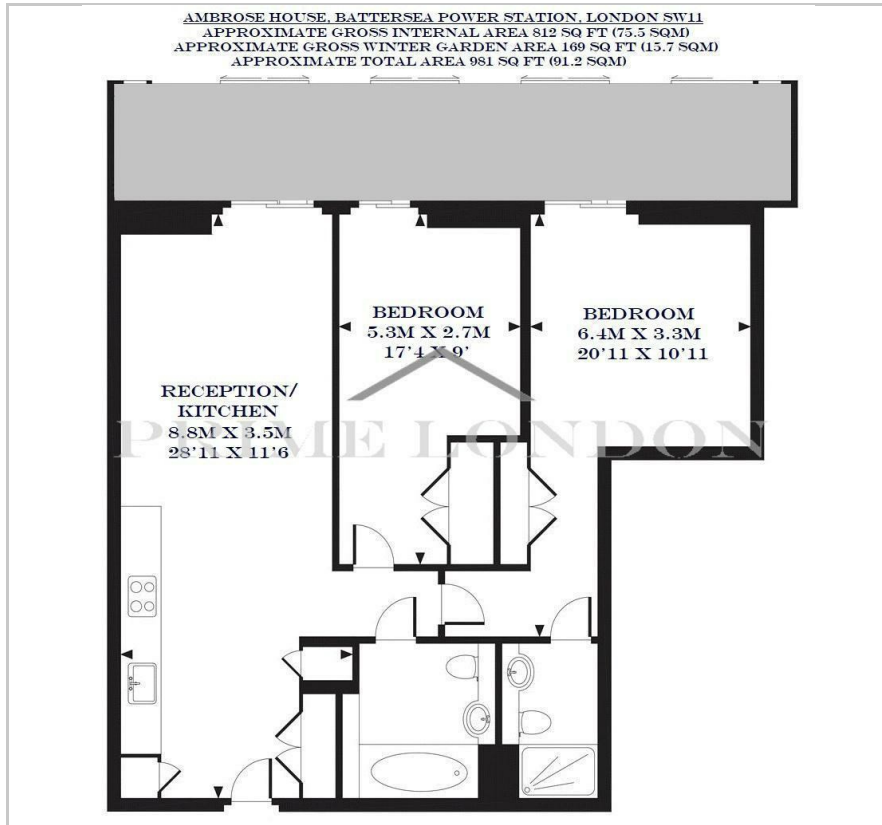 AMBROSE HOUSE, BATTERSEA POWER STATION, LONDON SW11
APPROXIMATE GROSS INTERNAL AREA 812 SQ FT (75.5 SQM)
APPROXIMATE GROSS WINTER GARDEN AREA 169 SQ FT (15.7 SQM)
APPROXIMATE TOTAL AREA 981 SQ FT (91.2 SQM)
BEDROOM
5.3M X 2.7M
17'4 X 9'
BEDROOM
6.4M X 3.3M
20'11 X 10'11
RECEPTION/
KITCHEN
8.8M X 3.5M
28'11 X 11'6
PRIME LONDON